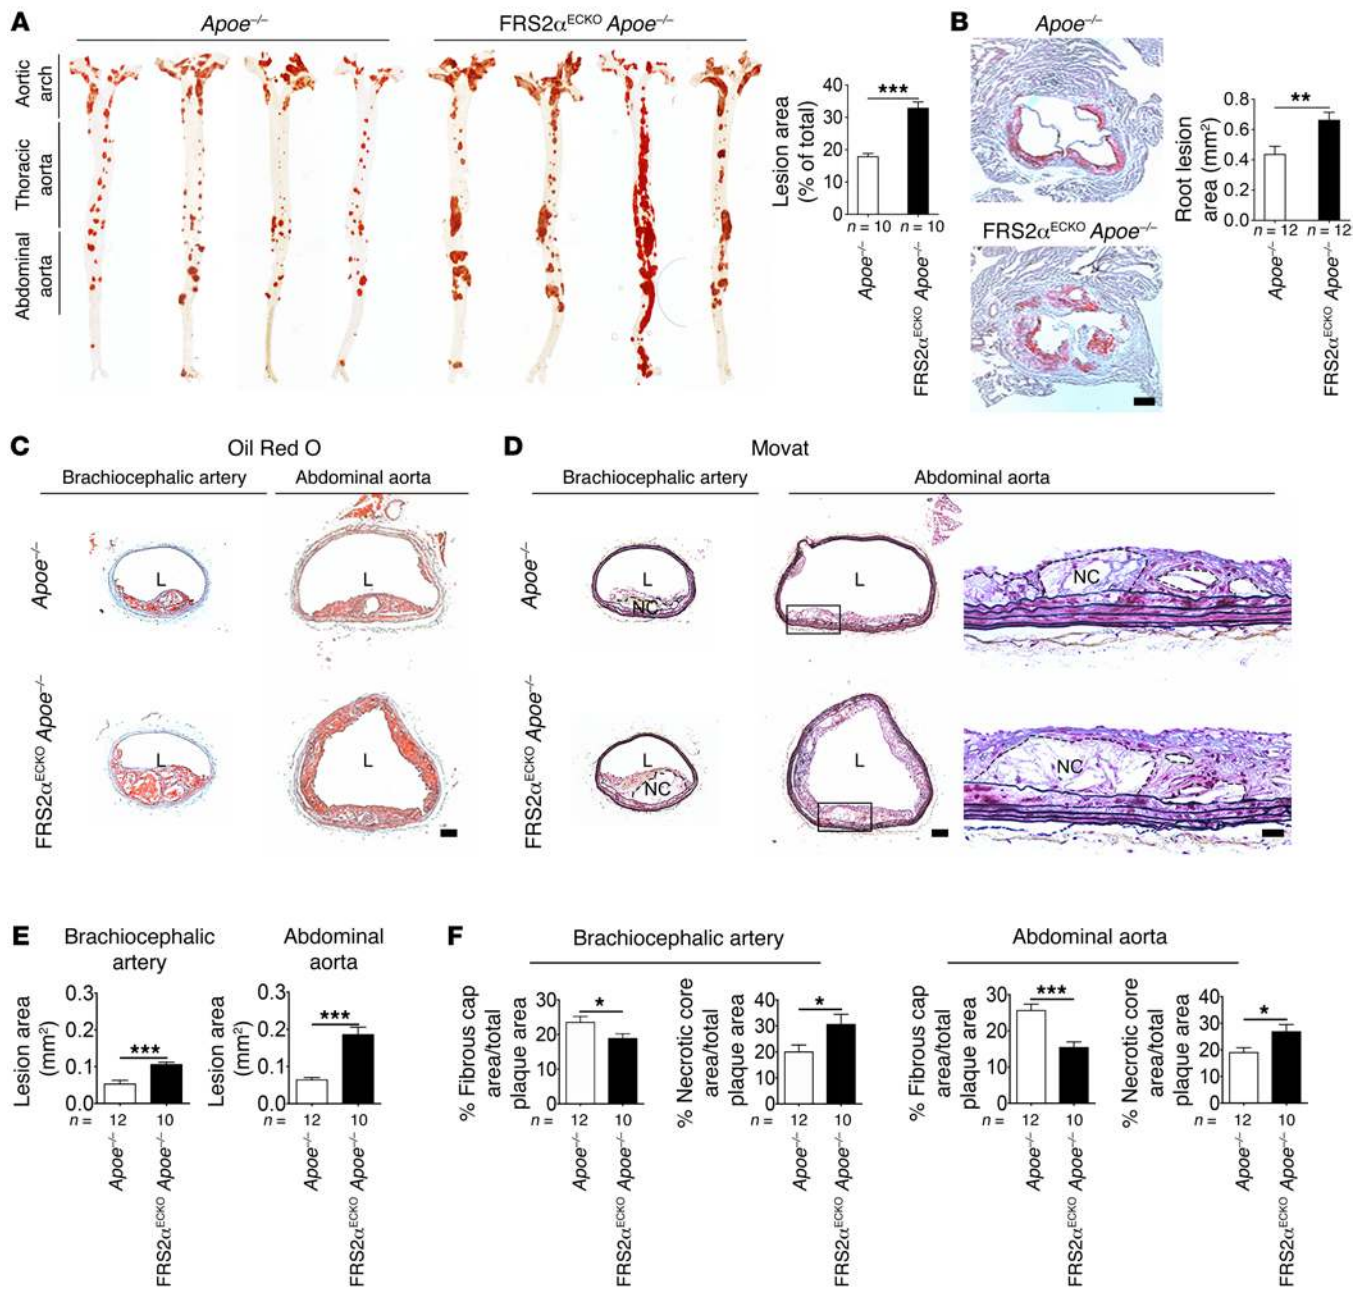 A
Apoe–/–
FRS2αECKO Apoe–/–
Aortic
arch
Thoracic
aorta
Abdominal
aorta
Lesion area
(% of total)
40
30
20
10
0
***
n = 10
n = 10
Apoe–/–
FRS2αECKO Apoe–/–
B
Apoe–/–
FRS2αECKO Apoe–/–
Root lesion
area (mm2)
0.8
0.6
0.4
0.2
0.0
**
n = 12
n = 12
Apoe–/–
FRS2αECKO Apoe–/–
C
Oil Red O
Brachiocephalic artery
Abdominal aorta
Apoe–/–
L
L
FRS2αECKO Apoe–/–
L
L
D
Movat
Brachiocephalic artery
Abdominal aorta
Apoe–/–
L
NC
L
NC
FRS2αECKO Apoe–/–
L
NC
L
NC
E
Brachiocephalic
artery
Lesion area
(mm2)
0.3
0.2
0.1
0.0
***
n =
12
10
Apoe–/–
FRS2αECKO Apoe–/–
Abdominal
aorta
Lesion area
(mm2)
0.3
0.2
0.1
0.0
***
n =
12
10
Apoe–/–
FRS2αECKO Apoe–/–
F
Brachiocephalic artery
% Fibrous cap
area/total
plaque area
30
20
10
0
*
n =
12
10
Apoe–/–
FRS2αECKO Apoe–/–
% Necrotic core
area/total
plaque area
40
30
20
10
0
*
n =
12
10
Apoe–/–
FRS2αECKO Apoe–/–
Abdominal aorta
% Fibrous cap
area/total
plaque area
30
20
10
0
***
n =
12
10
Apoe–/–
FRS2αECKO Apoe–/–
% Necrotic core
area/total
plaque area
40
30
20
10
0
*
n =
12
10
Apoe–/–
FRS2αECKO Apoe–/–